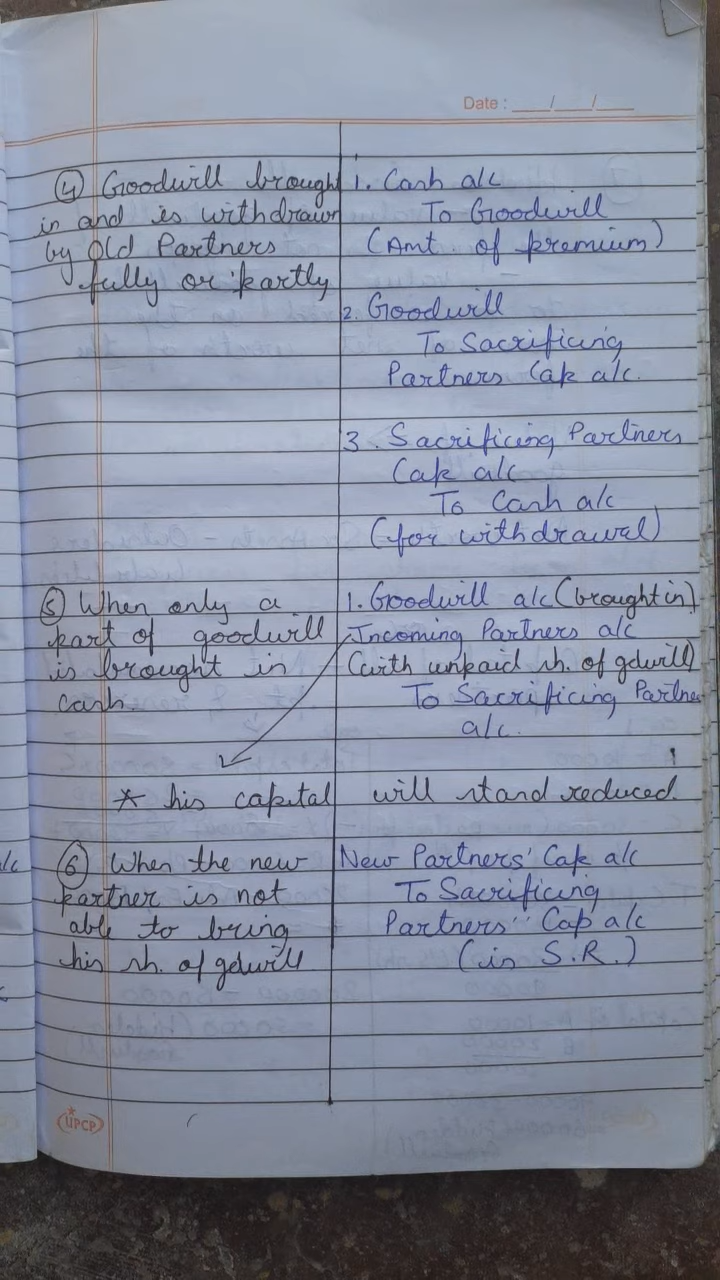 Date : ___/___/___
④ Goodwill brought
in and is withdrawn
by Old Partners
fully or partly
1. Cash a/c
To Goodwill
(Amt of premium)
2. Goodwill
To Sacrificing
Partners Cap a/c.
3. Sacrificing Partners
Cap a/c
To Cash a/c
(for withdrawal)
⑤ When only a
part of goodwill
is brought in
cash.
1. Goodwill a/c (brought in)
Incoming Partners a/c
(with unpaid sh. of gdwill)
To Sacrificing Partne
a/c.
* his capital will stand reduced.
⑥ When the new
partner is not
able to bring
his sh. of gdwill
New Partners' Cap a/c
To Sacrificing
Partners' Cap a/c
(in S.R.)
a/c
UPCP